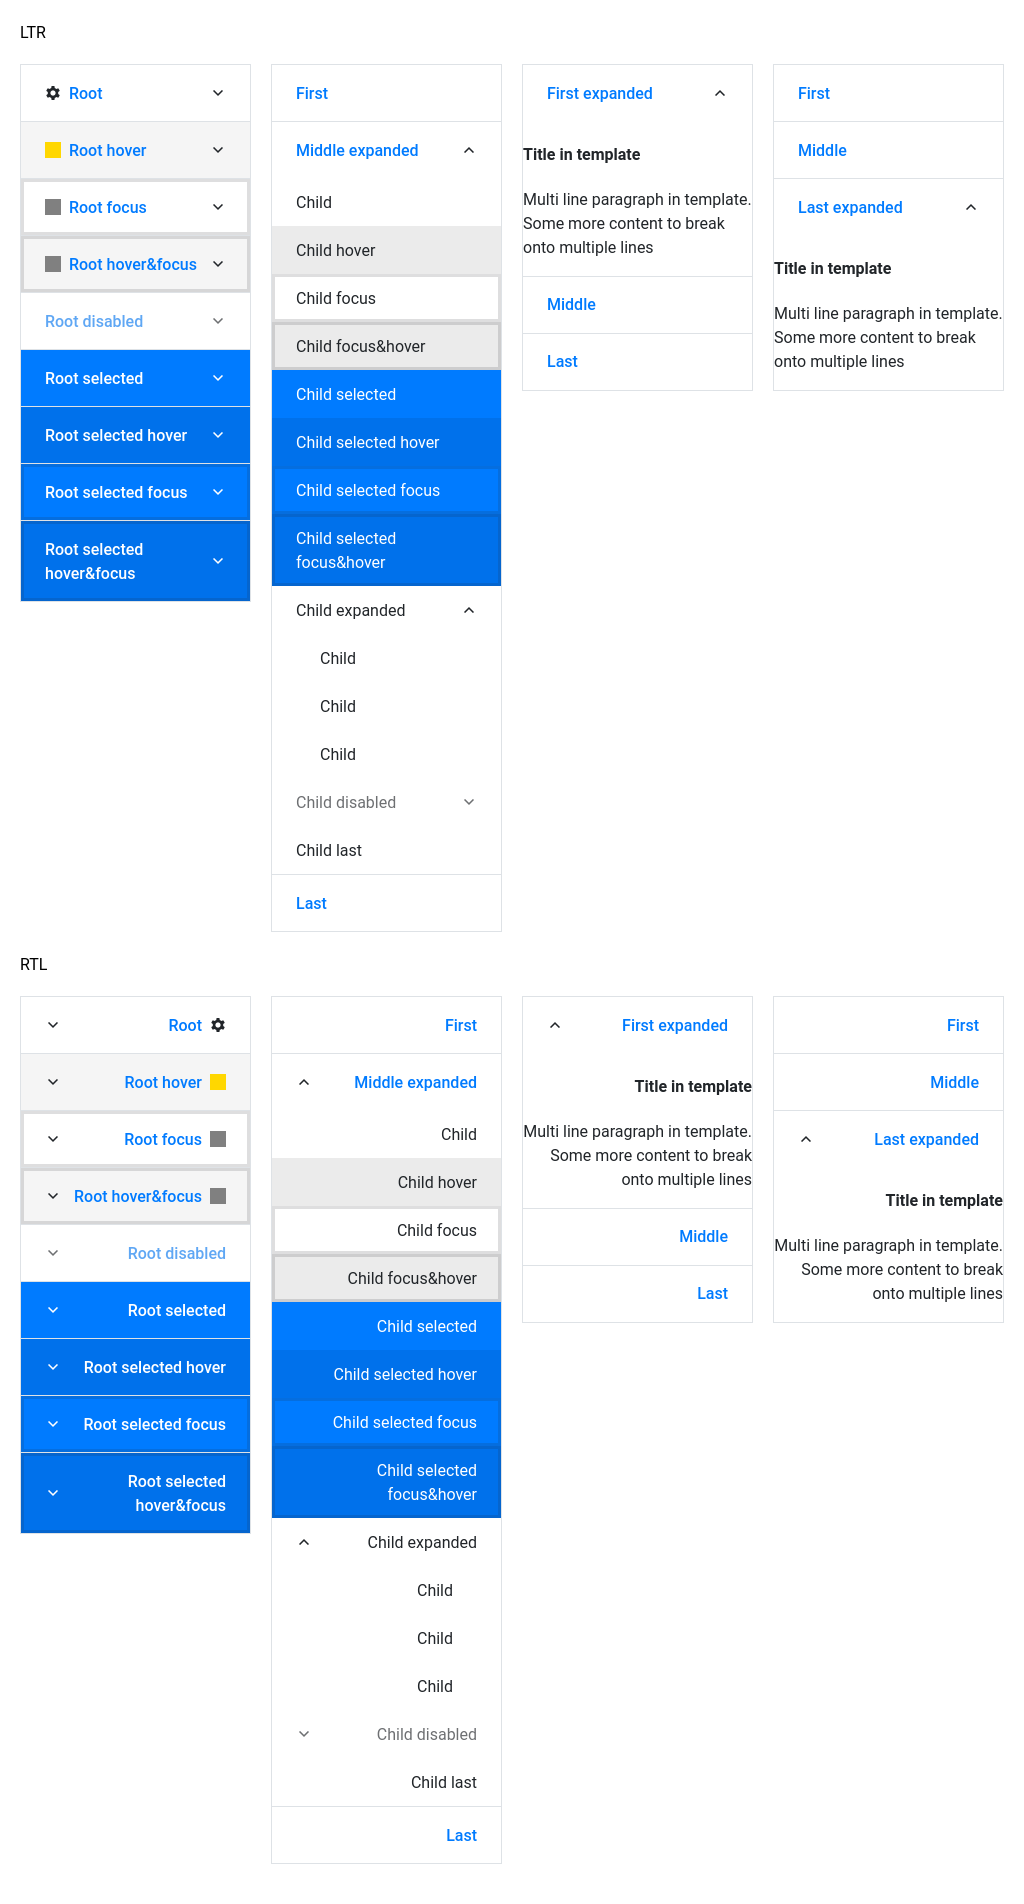 LTR
Root
Root hover
Root focus
Root hover&focus
Root disabled
Root selected
Root selected hover
Root selected focus
Root selected
hover&focus
First
Middle expanded
Child
Child hover
Child focus
Child focus&hover
Child selected
Child selected hover
Child selected focus
Child selected
focus&hover
Child expanded
Child
Child
Child
Child disabled
Child last
Last
First expanded
Title in template
Multi line paragraph in template.
Some more content to break
onto multiple lines
Middle
Last
First
Middle
Last expanded
Title in template
Multi line paragraph in template.
Some more content to break
onto multiple lines
RTL
Root
Root hover
Root focus
Root hover&focus
Root disabled
Root selected
Root selected hover
Root selected focus
Root selected
hover&focus
First
Middle expanded
Child
Child hover
Child focus
Child focus&hover
Child selected
Child selected hover
Child selected focus
Child selected
focus&hover
Child expanded
Child
Child
Child
Child disabled
Child last
Last
First expanded
Title in template
Multi line paragraph in template.
Some more content to break
onto multiple lines
Middle
Last
First
Middle
Last expanded
Title in template
Multi line paragraph in template.
Some more content to break
onto multiple lines